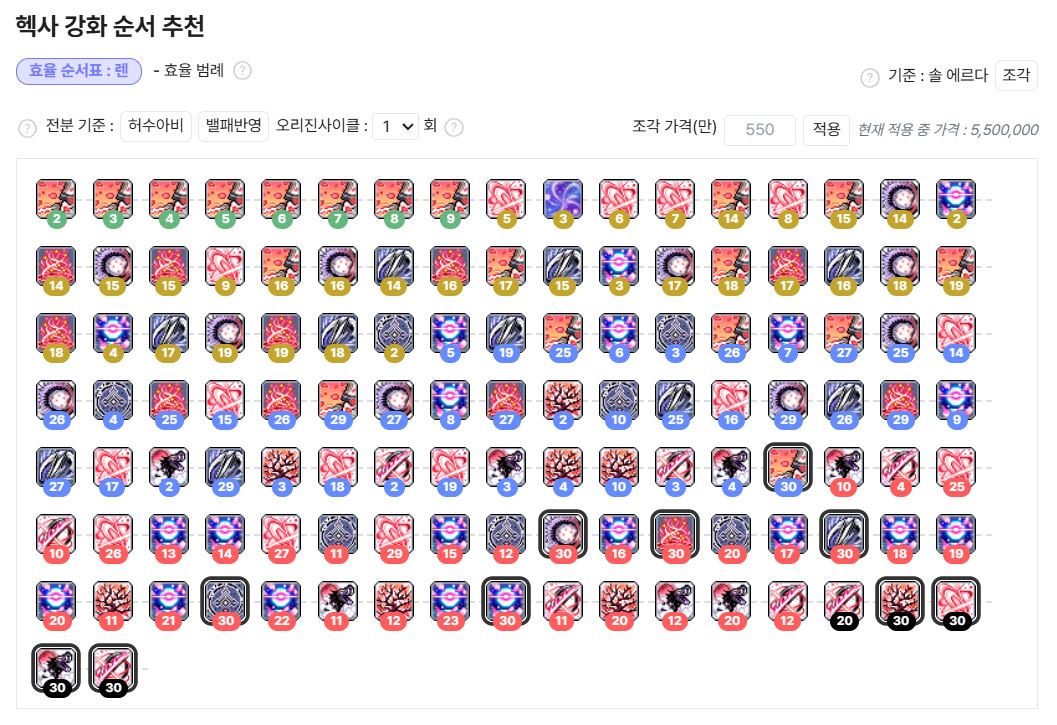 헥사 강화 순서 추천
효율 순서표 : 렌 - 효율 범례 ?
? 기준 : 솔 에르다 조각
? 전분 기준 : 허수아비 밸패반영 오리진사이클 : 1 회 ?
조각 가격(만) 550 적용 현재 적용 중 가격 : 5,500,000
2 3 4 5 6 7 8 9 5 3 6 7 14 8 15 14 2
14 15 15 9 16 16 14 16 17 15 3 17 18 17 16 18 19
18 4 17 19 19 18 2 5 19 25 6 3 26 7 27 25 14
26 4 25 15 26 29 27 8 27 2 10 25 16 29 26 29 9
27 17 2 29 3 18 2 19 3 4 10 3 4 30 10 4 25
10 26 13 14 27 11 29 15 12 30 16 30 20 17 30 18 19
20 11 21 30 22 11 12 23 30 11 20 12 20 12 20 30 30
30 30